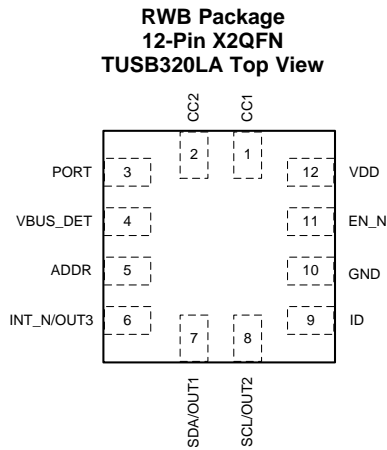 RWB Package
12-Pin X2QFN
TUSB320LA Top View
CC2
CC1
2
1
PORT
3
12
VDD
VBUS_DET
4
11
EN_N
ADDR
5
10
GND
INT_N/OUT3
6
7
8
9
ID
SDA/OUT1
SCL/OUT2